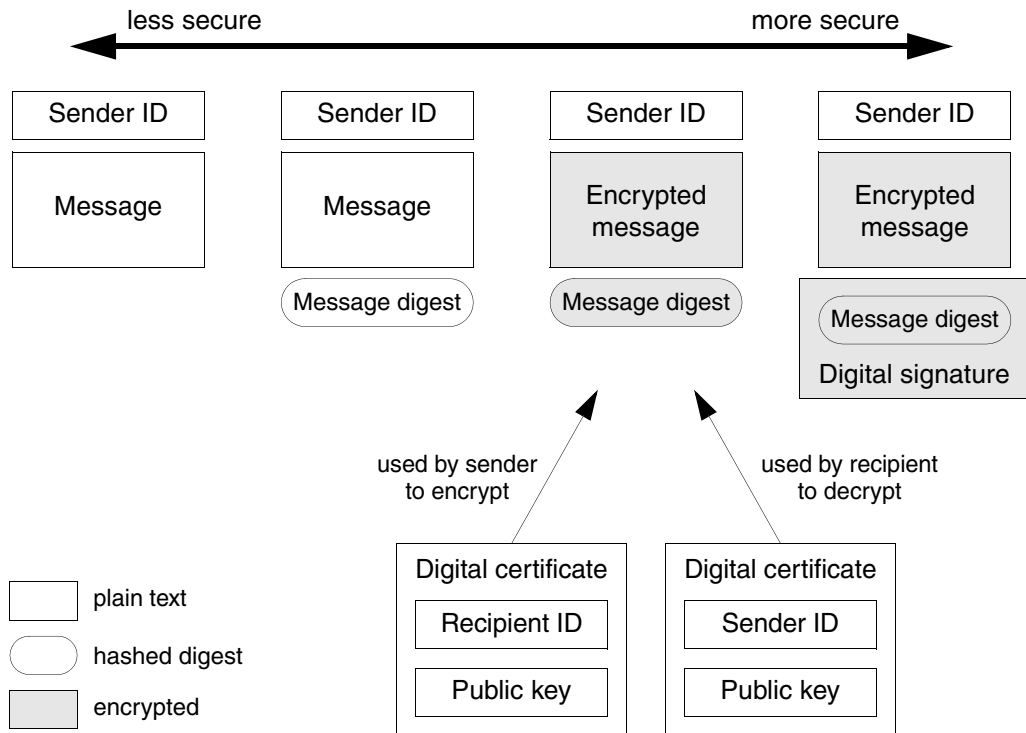 less secure
more secure
Sender ID
Sender ID
Sender ID
Sender ID
Message
Message
Encrypted
message
Encrypted
message
Message digest
Message digest
Message digest
Digital signature
used by sender
to encrypt
used by recipient
to decrypt
Digital certificate
Recipient ID
Public key
Digital certificate
Sender ID
Public key
plain text
hashed digest
encrypted